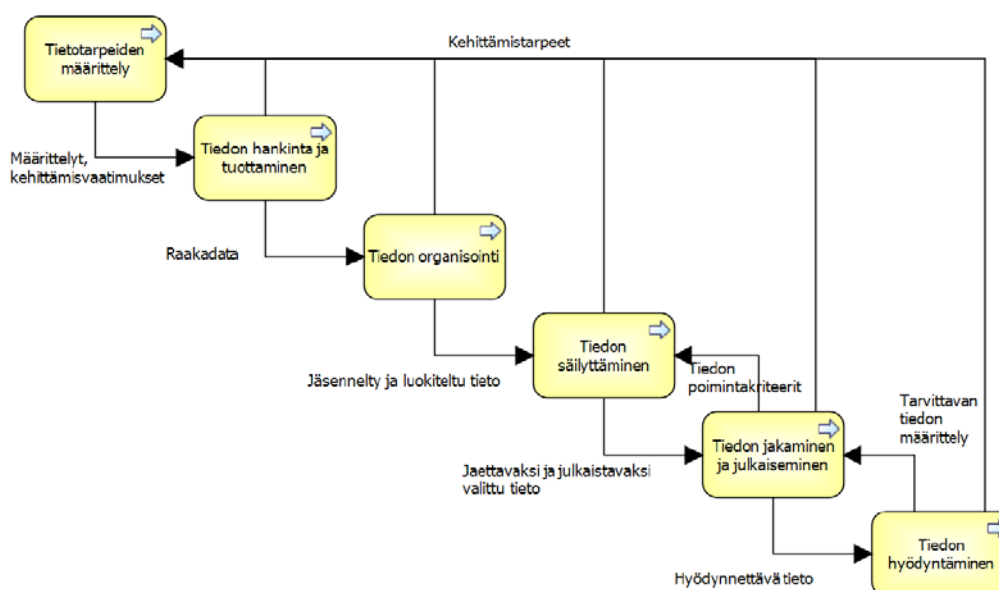 Kehittämistarpeet
Tietotarpeiden
määrittely
Määrittelyt,
kehittämisvaatimukset
Tiedon hankinta ja
tuottaminen
Raakadata
Tiedon organisointi
Jäsennelty ja luokiteltu tieto
Tiedon
säilyttäminen
Tiedon
poimintakriteerit
Jaettavaksi ja julkaistavaksi
valittu tieto
Tiedon jakaminen
ja julkaiseminen
Tarvittavan
tiedon
määrittely
Hyödynnettävä tieto
Tiedon
hyödyntäminen